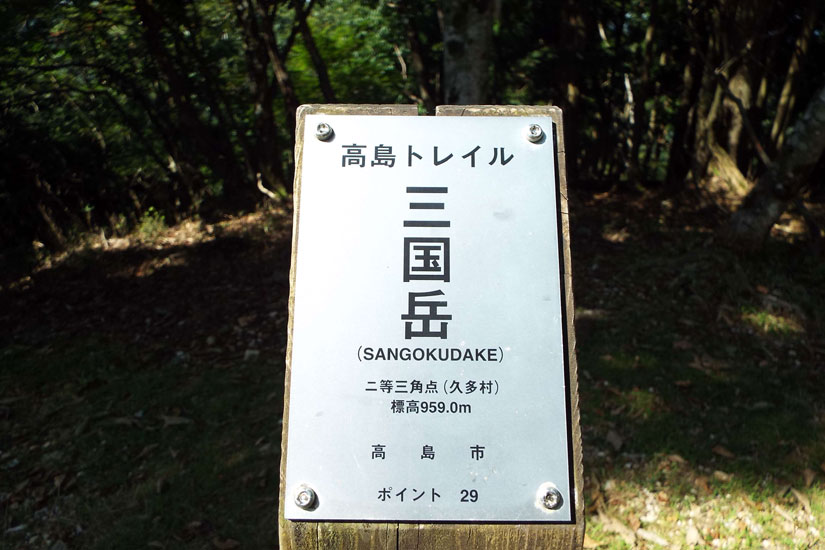 高島トレイル
三国岳
(SANGOKUDAKE)
二等三角点(久多村)
標高959.0m
高島市
ポイント 29